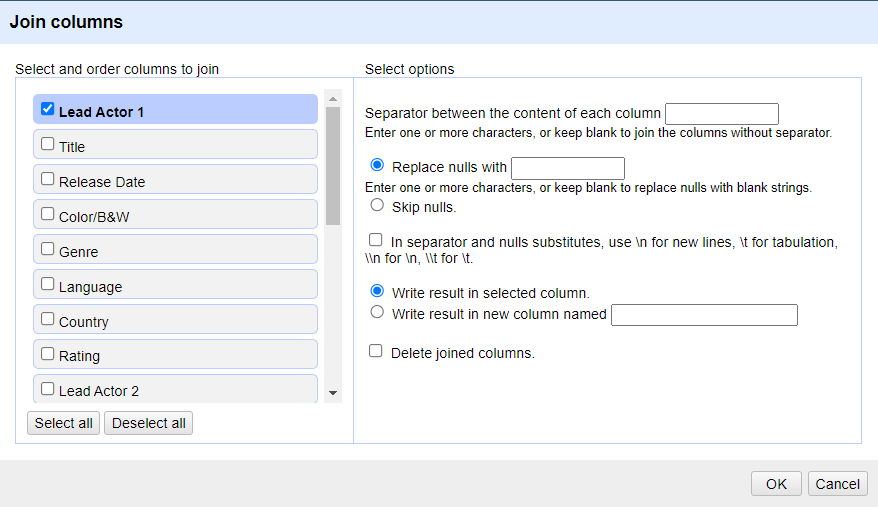 Join columns
Select and order columns to join
Lead Actor 1
Title
Release Date
Color/B&W
Genre
Language
Country
Rating
Lead Actor 2
Select all
Deselect all
Select options
Separator between the content of each column
Enter one or more characters, or keep blank to join the columns without separator.
Replace nulls with
Enter one or more characters, or keep blank to replace nulls with blank strings.
Skip nulls.
In separator and nulls substitutes, use \n for new lines, \t for tabulation,
\\n for \n, \\t for \t.
Write result in selected column.
Write result in new column named
Delete joined columns.
OK
Cancel